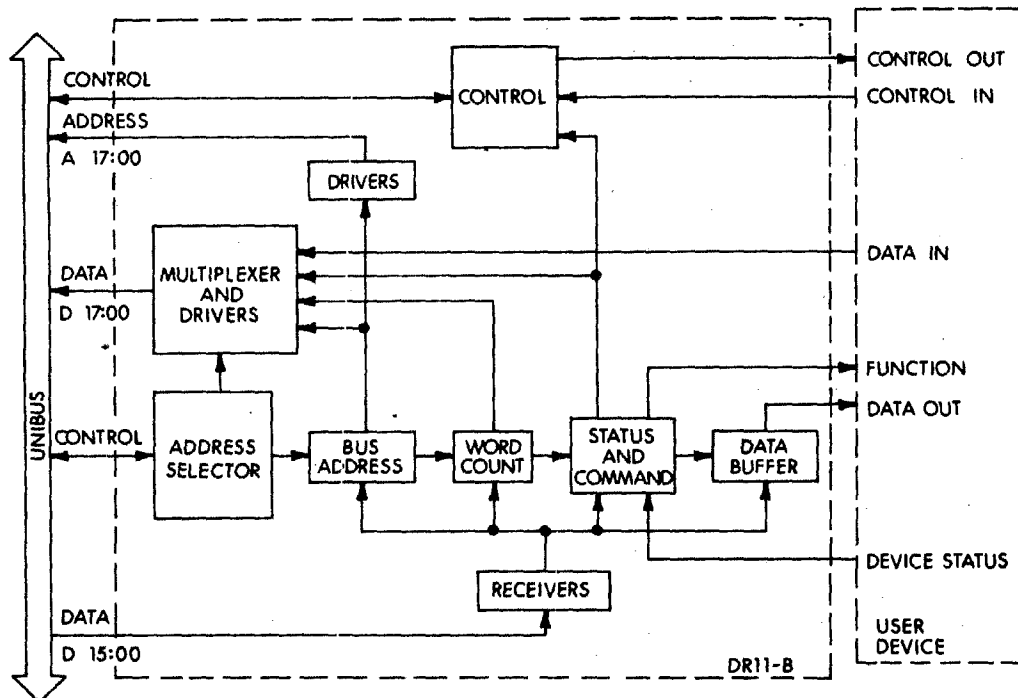 CONTROL
ADDRESS
A 17:00
CONTROL
CONTROL OUT
CONTROL IN
DRIVERS
DATA
D 17:00
MULTIPLEXER
AND
DRIVERS
DATA IN
FUNCTION
DATA OUT
UNIBUS
CONTROL
ADDRESS
SELECTOR
BUS
ADDRESS
WORD
COUNT
STATUS
AND
COMMAND
DATA
BUFFER
DEVICE STATUS
RECEIVERS
DATA
D 15:00
DR11-B
USER
DEVICE